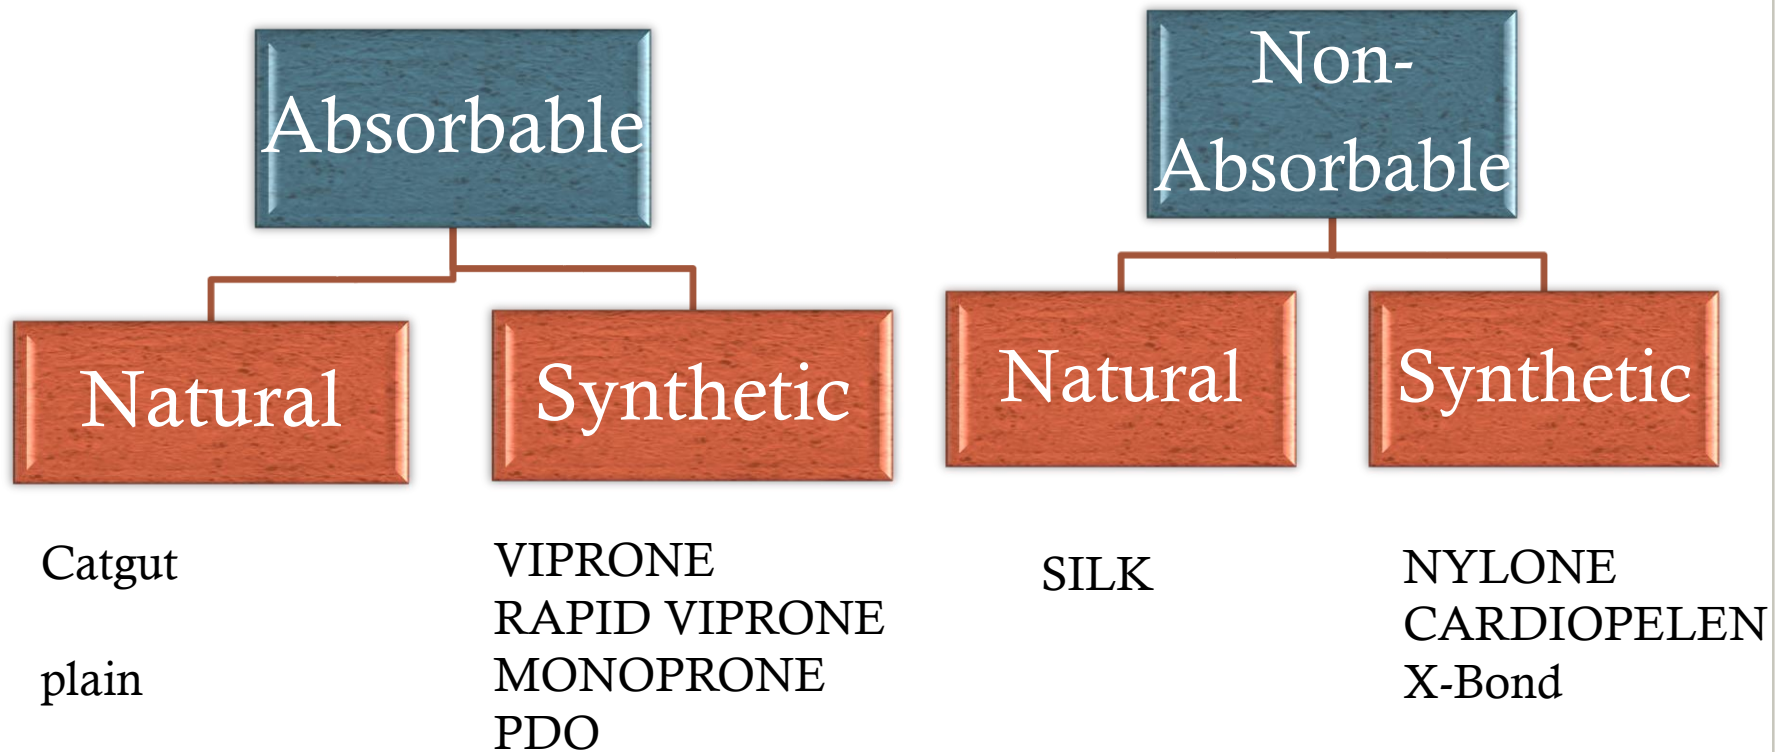 Absorbable
Natural
Synthetic
Catgut
plain
VIPRONE
RAPID VIPRONE
MONOPRONE
PDO
Non-
Absorbable
Natural
Synthetic
SILK
NYLONE
CARDIOPELEN
X-Bond